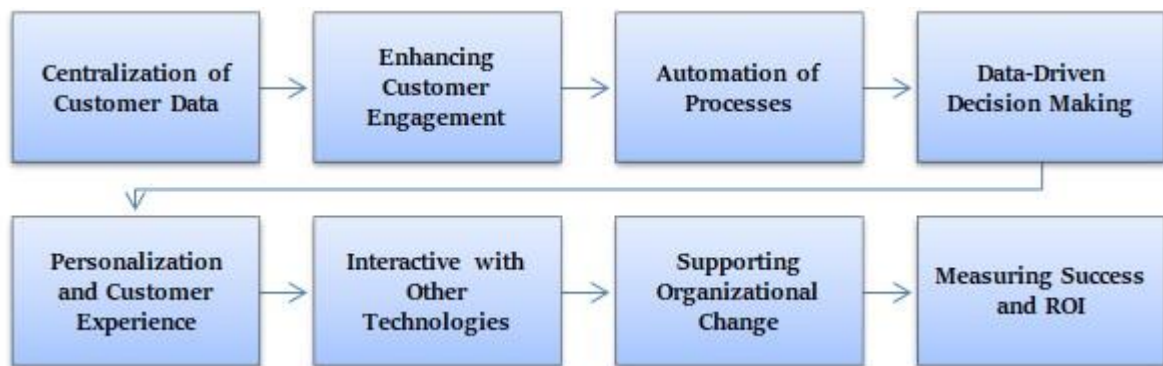 Centralization of
Customer Data
Enhancing
Customer
Engagement
Automation of
Processes
Data-Driven
Decision Making
Personalization
and Customer
Experience
Interactive with
Other
Technologies
Supporting
Organizational
Change
Measuring Success
and ROI